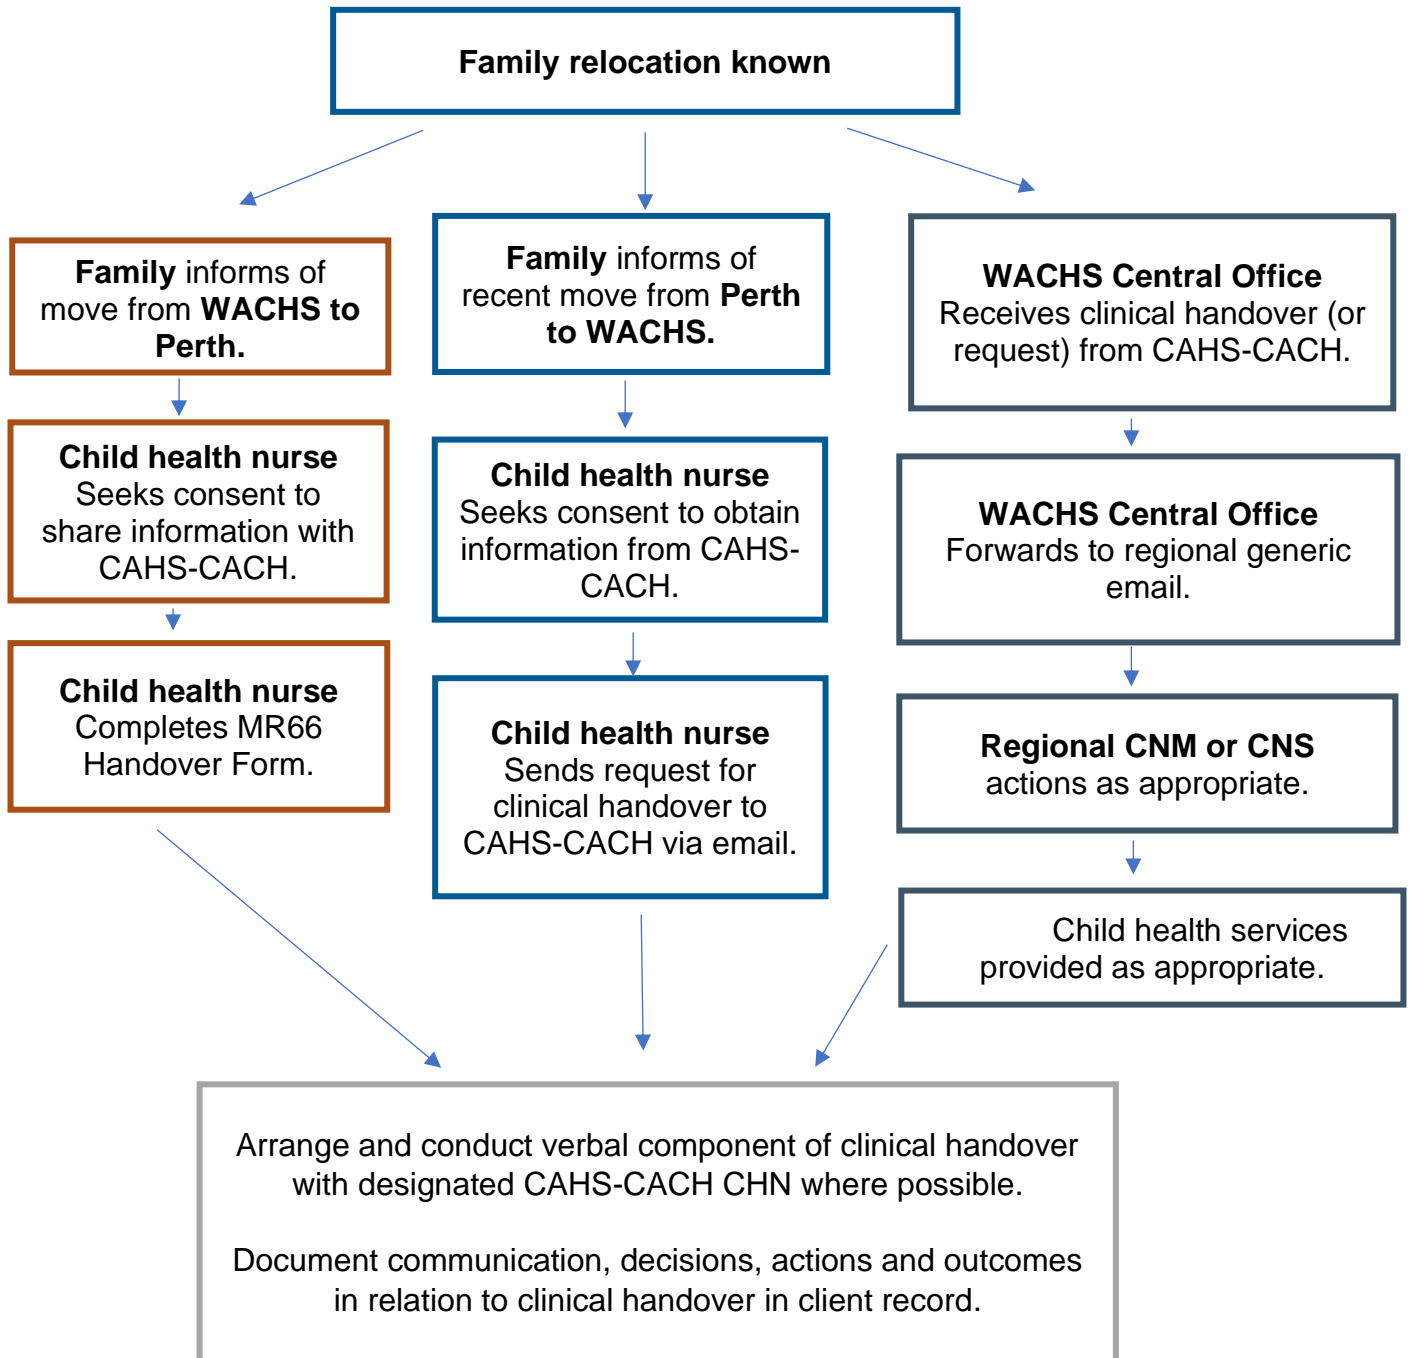 Family relocation known
Family informs of
move from WACHS to
Perth.
Child health nurse
Seeks consent to
share information with
CAHS-CACH.
Child health nurse
Completes MR66
Handover Form.
Family informs of
recent move from Perth
to WACHS.
Child health nurse
Seeks consent to obtain
information from CAHS-
CACH.
Child health nurse
Sends request for
clinical handover to
CAHS-CACH via email.
WACHS Central Office
Receives clinical handover (or
request) from CAHS-CACH.
WACHS Central Office
Forwards to regional generic
email.
Regional CNM or CNS
actions as appropriate.
Child health services
provided as appropriate.
Arrange and conduct verbal component of clinical handover
with designated CAHS-CACH CHN where possible.
Document communication, decisions, actions and outcomes
in relation to clinical handover in client record.